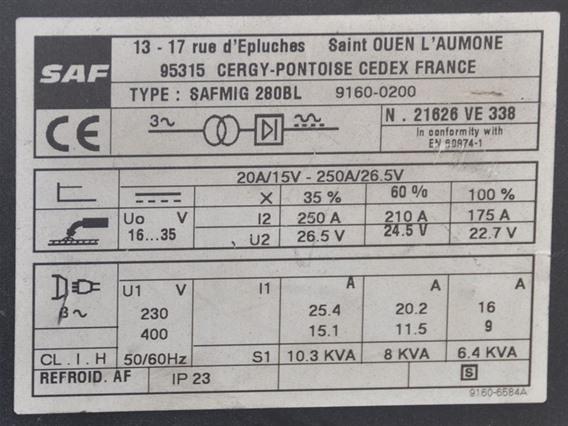 SAF
13 - 17 rue d'Epluches Saint OUEN L'AUMONE
95315 CERGY-PONTOISE CEDEX FRANCE
TYPE : SAFMIG 280BL 9160-0200
CE 3~ N . 21626 VE 338
In conformity with
EN 60974-1
20A/15V - 250A/26.5V
X 35 % 60 % 100 %
Uo V I2 250 A 210 A 175 A
16...35 U2 26.5 V 24.5 V 22.7 V
3~ U1 V I1 A A A
230 25.4 20.2 16
400 15.1 11.5 9
CL . I . H 50/60Hz S1 10.3 KVA 8 KVA 6.4 KVA
REFROID. AF IP 23 S
9160-6584A